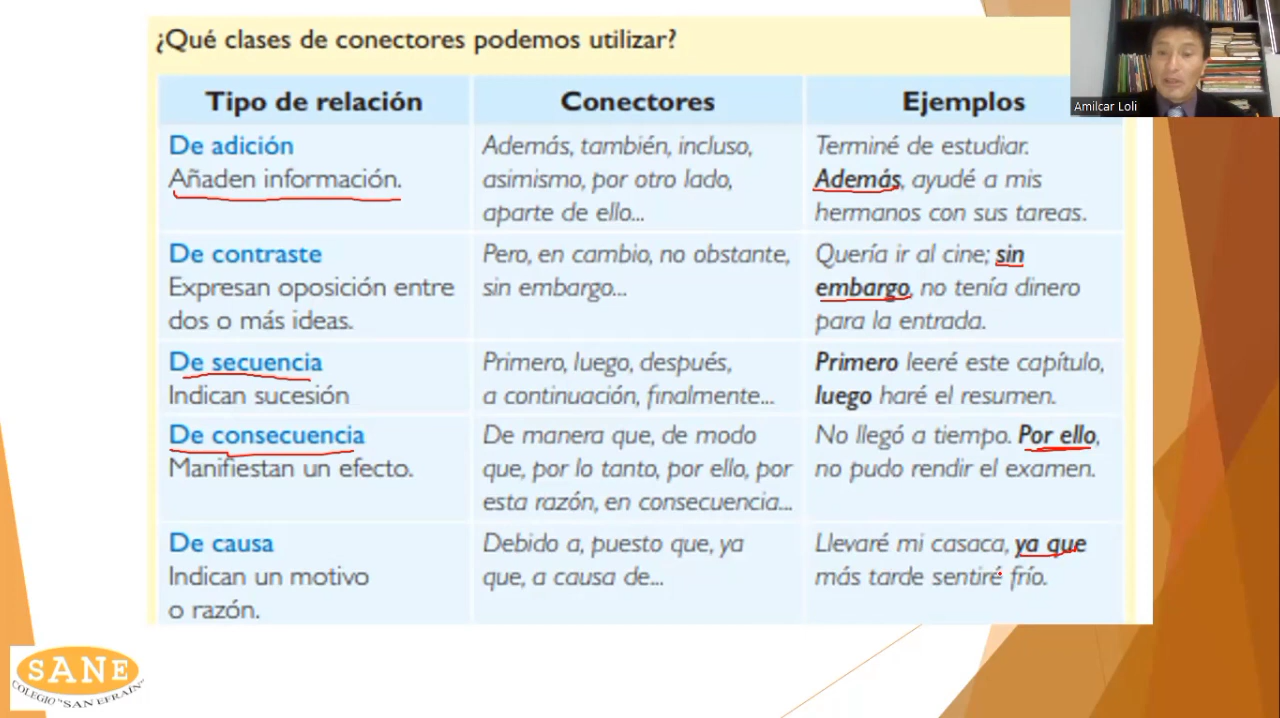 ¿Qué clases de conectores podemos utilizar?
Tipo de relación
Conectores
Ejemplos
De adición
Añaden información.
Además, también, incluso,
asimismo, por otro lado,
aparte de ello...
Terminé de estudiar.
Además, ayudé a mis
hermanos con sus tareas.
De contraste
Expresan oposición entre
dos o más ideas.
Pero, en cambio, no obstante,
sin embargo...
Quería ir al cine; sin
embargo, no tenía dinero
para la entrada.
De secuencia
Indican sucesión
Primero, luego, después,
a continuación, finalmente...
Primero leeré este capítulo,
luego haré el resumen.
De consecuencia
Manifiestan un efecto.
De manera que, de modo
que, por lo tanto, por ello, por
esta razón, en consecuencia...
No llegó a tiempo. Por ello,
no pudo rendir el examen.
De causa
Indican un motivo
o razón.
Debido a, puesto que, ya
que, a causa de...
Llevaré mi casaca, ya que
más tarde sentiré frío.
Amilcar Loli
SANE
COLEGIO "SAN EFRAIN"